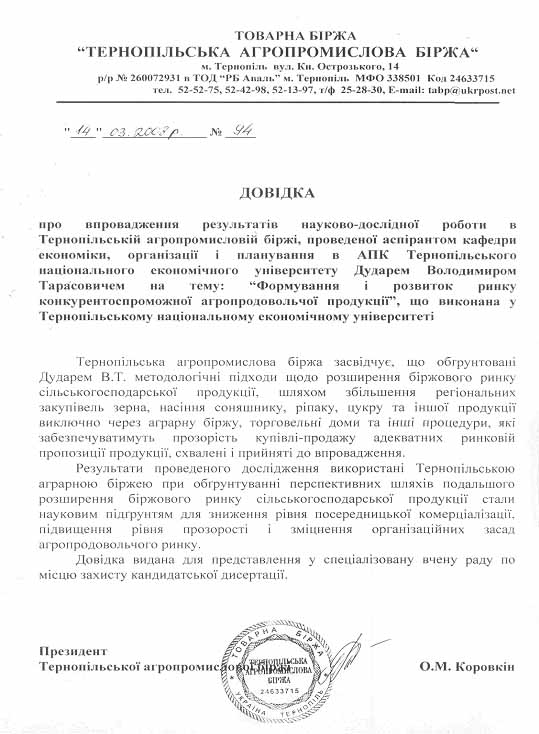 ТОВАРНА БІРЖА
“ТЕРНОПІЛЬСЬКА АГРОПРОМИСЛОВА БІРЖА“
м. Тернопіль вул. Кн. Острозького, 14
р/р № 260072931 в ТОД “РБ Аваль” м. Тернопіль МФО 338501 Код 24633715
тел. 52-52-75, 52-42-98, 52-13-97, т/ф 25-28-30, E-mail: tabp@ukrpost.net
"14" 03.2008 р. № 94
ДОВІДКА
про впровадження результатів науково-дослідної роботи в
Тернопільській агропромисловій біржі, проведеної аспірантом кафедри
економіки, організації і планування в АПК Тернопільського
національного економічного університету Дударем Володимиром
Тарасовичем на тему: “Формування і розвиток ринку
конкурентоспроможної агропродовольчої продукції”, що виконана у
Тернопільському національному економічному університеті
Тернопільська агропромислова біржа засвідчує, що обґрунтовані
Дударем В.Т. методологічні підходи щодо розширення біржового ринку
сільськогосподарської продукції, шляхом збільшення регіональних
закупівель зерна, насіння соняшнику, ріпаку, цукру та іншої продукції
виключно через аграрну біржу, торговельні доми та інші процедури, які
забезпечуватимуть прозорість купівлі-продажу адекватних ринковій
пропозиції продукції, схвалені і прийняті до впровадження.
Результати проведеного дослідження використані Тернопільською
аграрною біржею при обґрунтуванні перспективних шляхів подальшого
розширення біржового ринку сільськогосподарської продукції стали
науковим підґрунтям для зниження рівня посередницької комерціалізації,
підвищення рівня прозорості і зміцнення організаційних засад
агропродовольчого ринку.
Довідка видана для представлення у спеціалізовану вчену раду по
місцю захисту кандидатської дисертації.
Президент
Тернопільської агропромислової біржі О.М. Коровкін
ТОВАРНА БІРЖА
ТЕРНОПІЛЬСЬКА
АГРОПРОМИСЛОВА
БІРЖА
24633715
УКРАЇНА ТЕРНОПІЛЬ